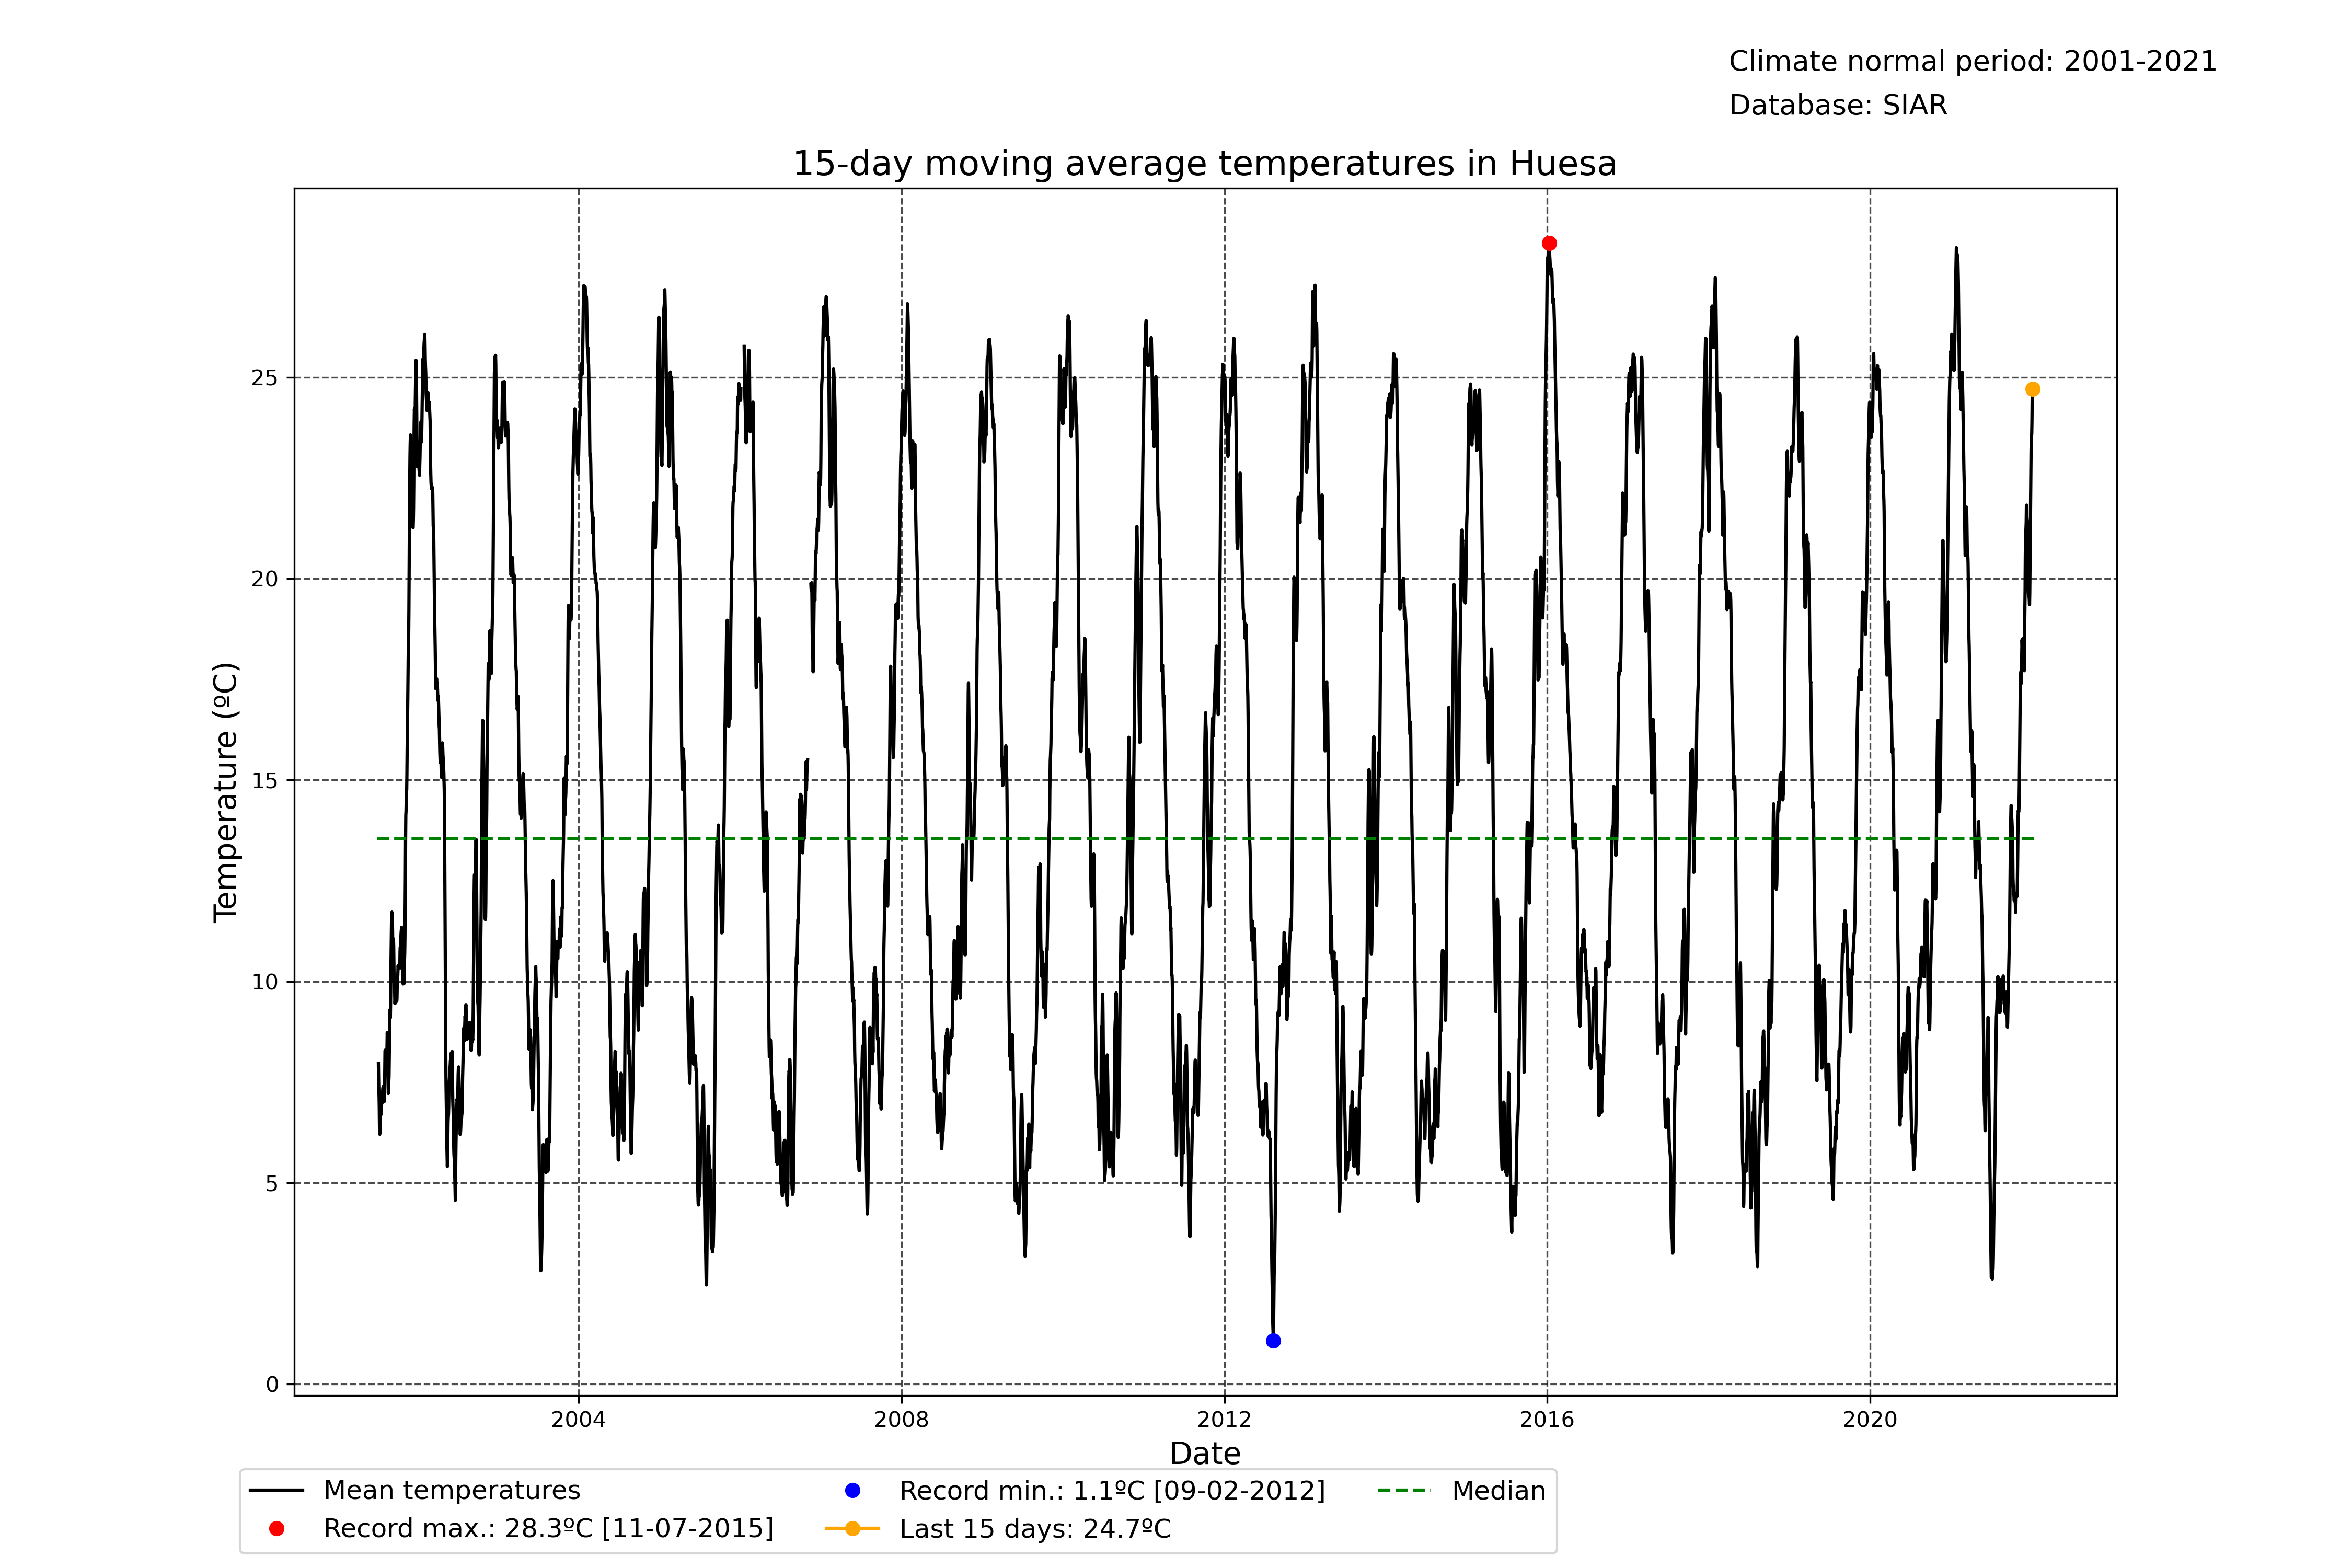 Climate normal period: 2001-2021
Database: SIAR
15-day moving average temperatures in Huesa
Temperature (ºC)
25
20
15
10
5
0
2004 2008 2012 2016 2020
Date
Mean temperatures
Record max.: 28.3ºC [11-07-2015]
Record min.: 1.1ºC [09-02-2012]
Last 15 days: 24.7ºC
Median